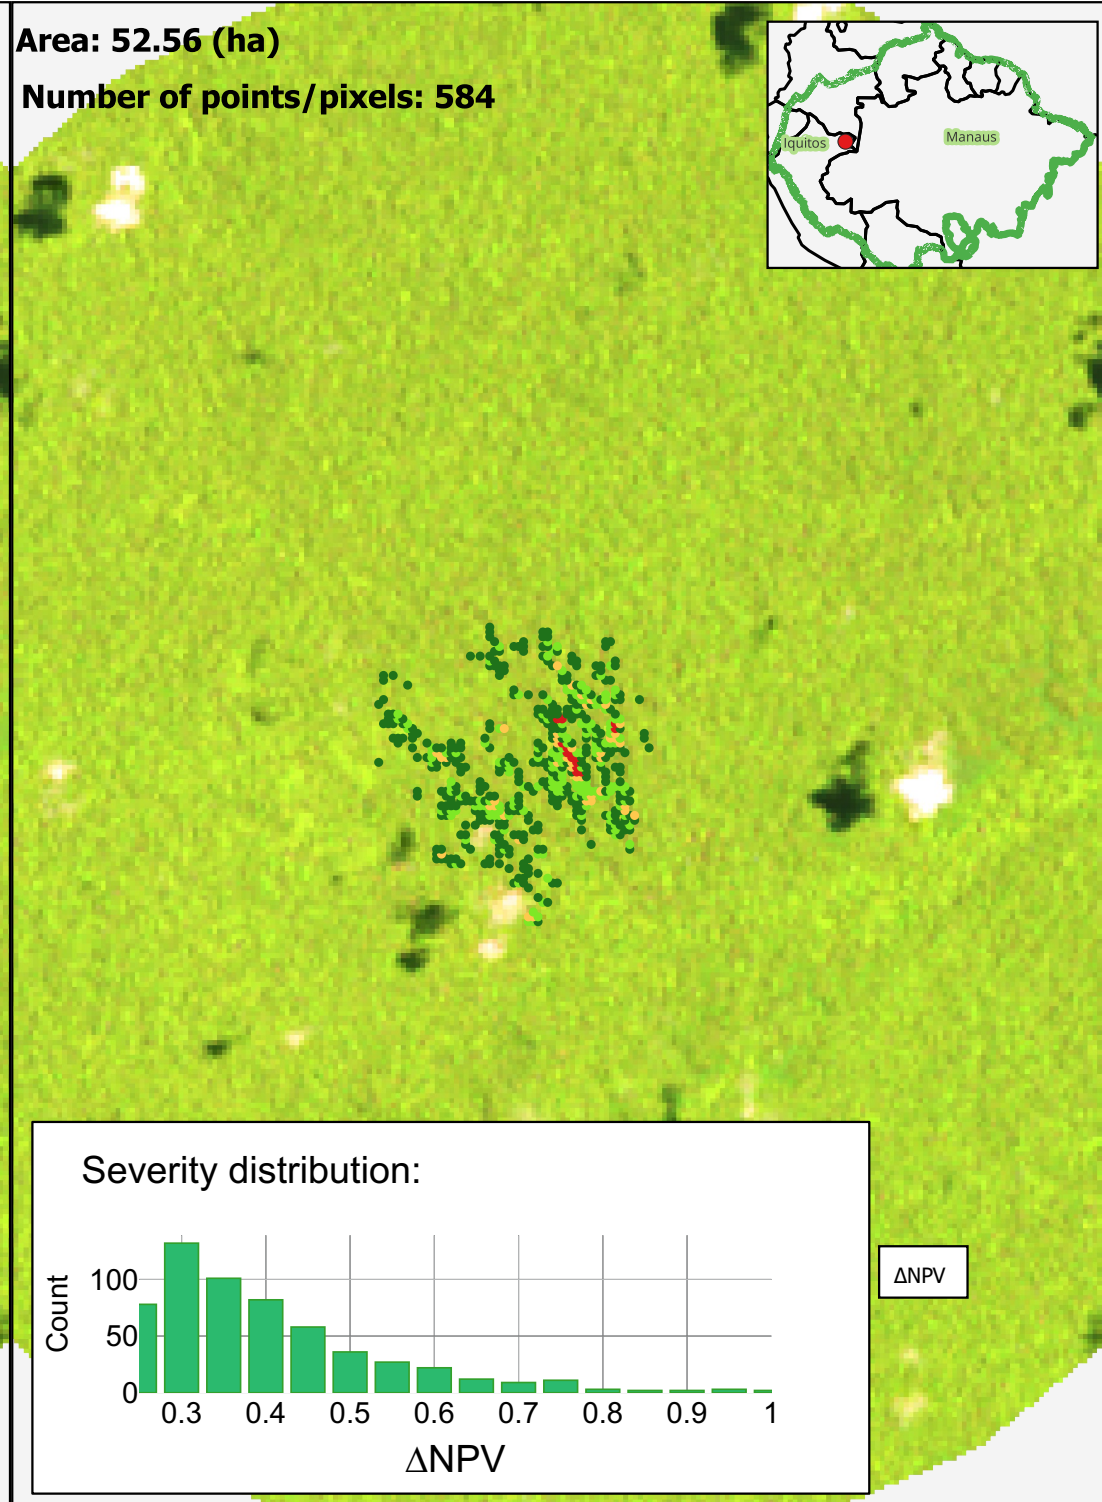 Area: 52.56 (ha)
Number of points/pixels: 584
Iquitos
Manaus
Severity distribution:
Count
100
50
0
0.3 0.4 0.5 0.6 0.7 0.8 0.9 1
ΔNPV
ΔNPV